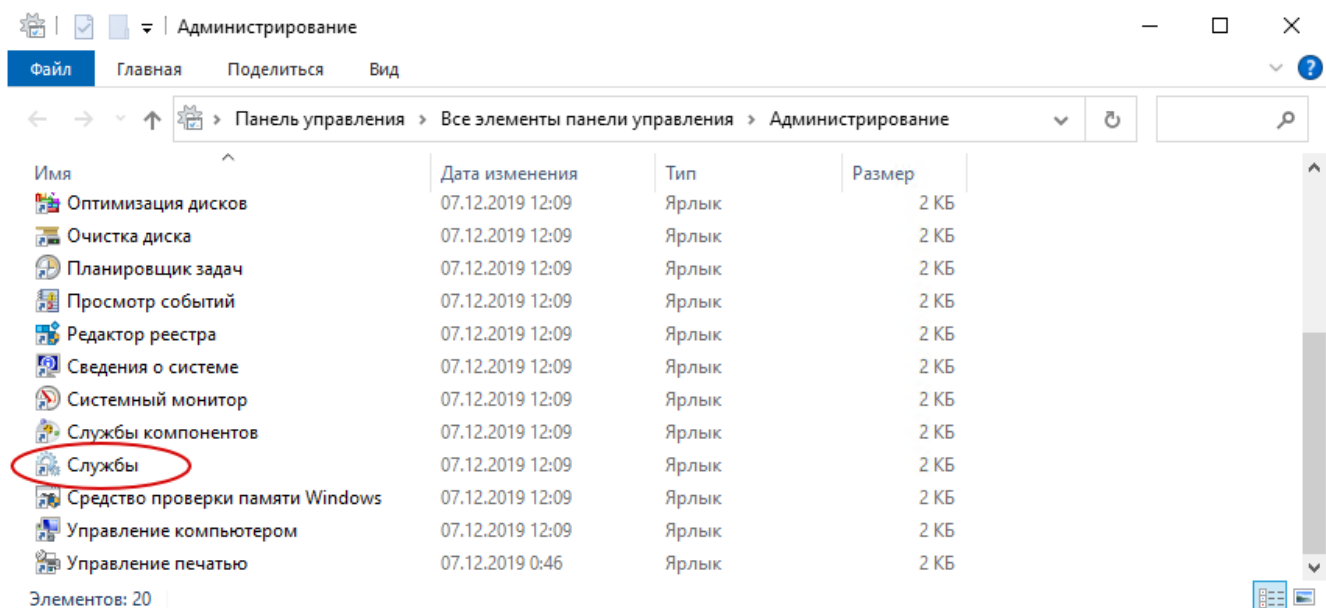 Администрирование
Файл Главная Поделиться Вид
Панель управления › Все элементы панели управления › Администрирование
Имя Дата изменения Тип Размер
Оптимизация дисков 07.12.2019 12:09 Ярлык 2 КБ
Очистка диска 07.12.2019 12:09 Ярлык 2 КБ
Планировщик задач 07.12.2019 12:09 Ярлык 2 КБ
Просмотр событий 07.12.2019 12:09 Ярлык 2 КБ
Редактор реестра 07.12.2019 12:09 Ярлык 2 КБ
Сведения о системе 07.12.2019 12:09 Ярлык 2 КБ
Системный монитор 07.12.2019 12:09 Ярлык 2 КБ
Службы компонентов 07.12.2019 12:09 Ярлык 2 КБ
Службы 07.12.2019 12:09 Ярлык 2 КБ
Средство проверки памяти Windows 07.12.2019 12:09 Ярлык 2 КБ
Управление компьютером 07.12.2019 12:09 Ярлык 2 КБ
Управление печатью 07.12.2019 0:46 Ярлык 2 КБ
Элементов: 20